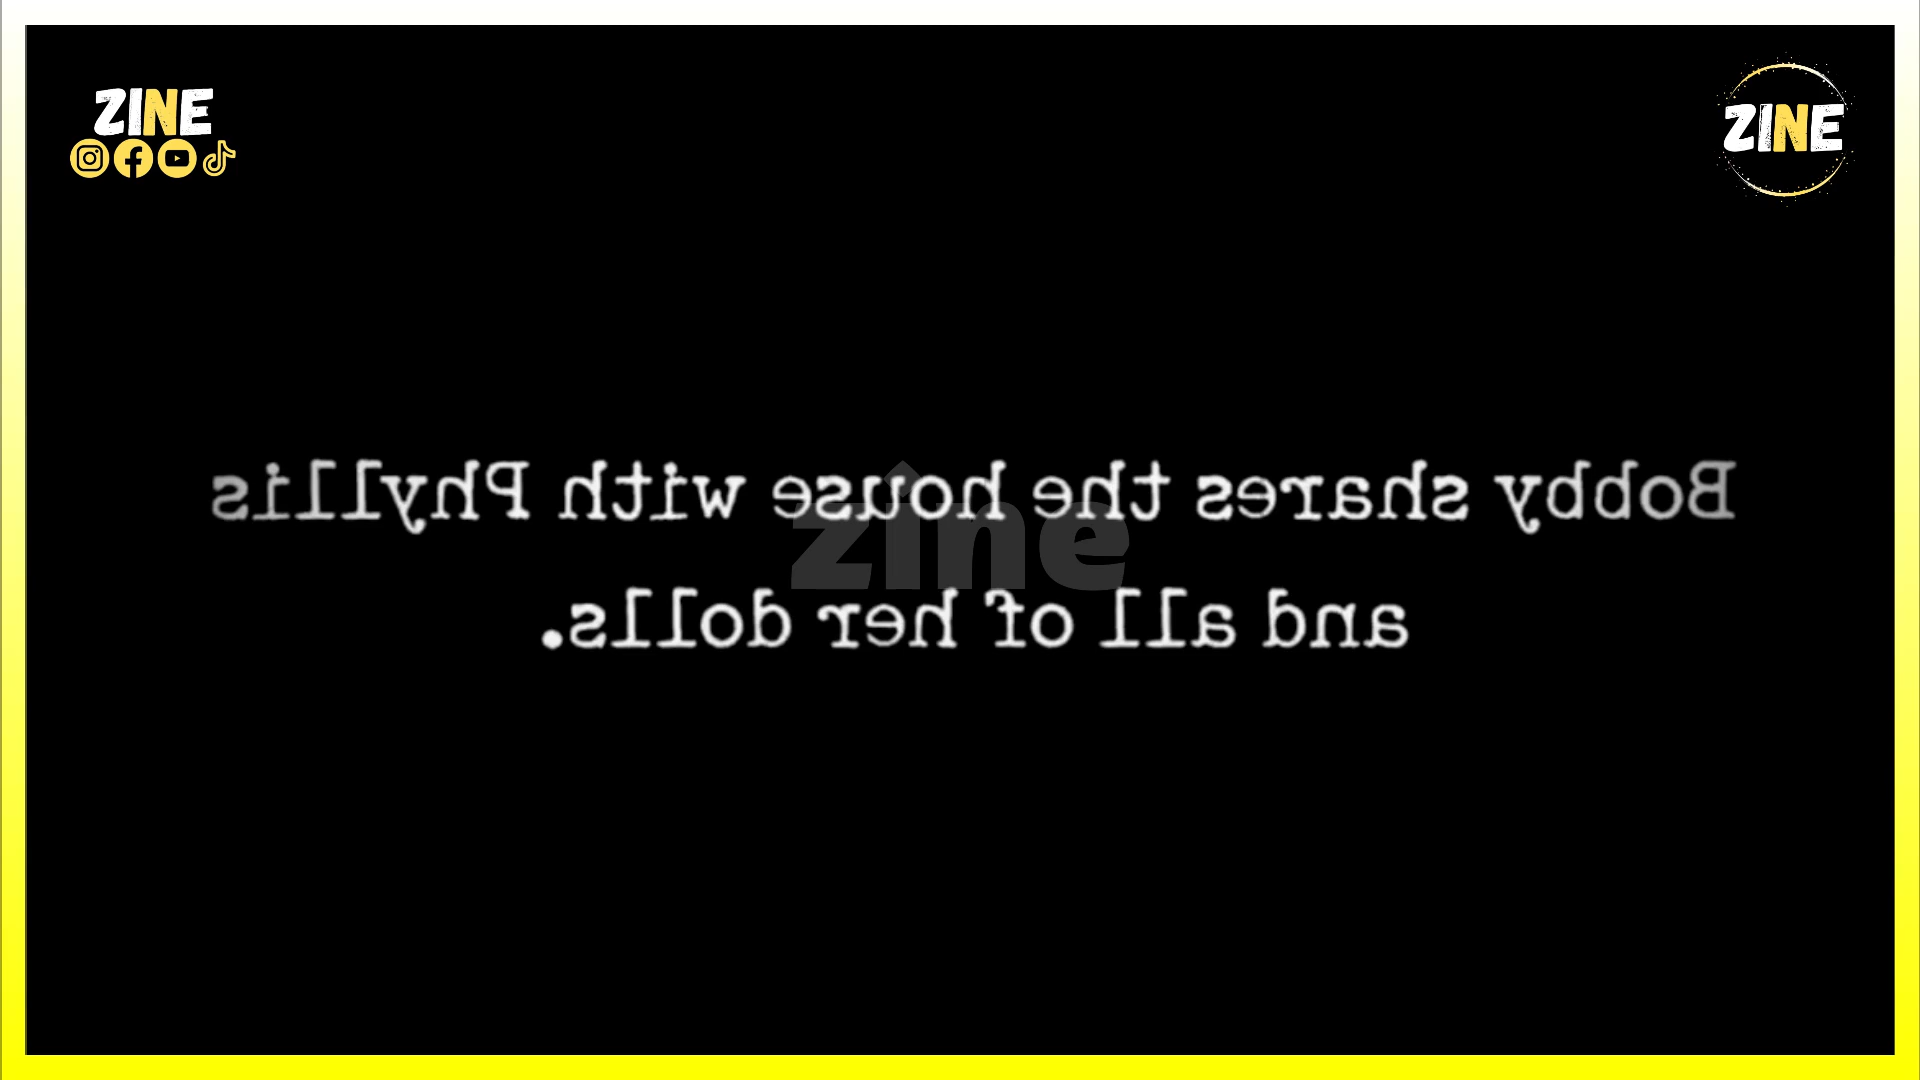 ZINE
ZINE
Bobby shares the house with Phyllis
zine
and all of her dolls.